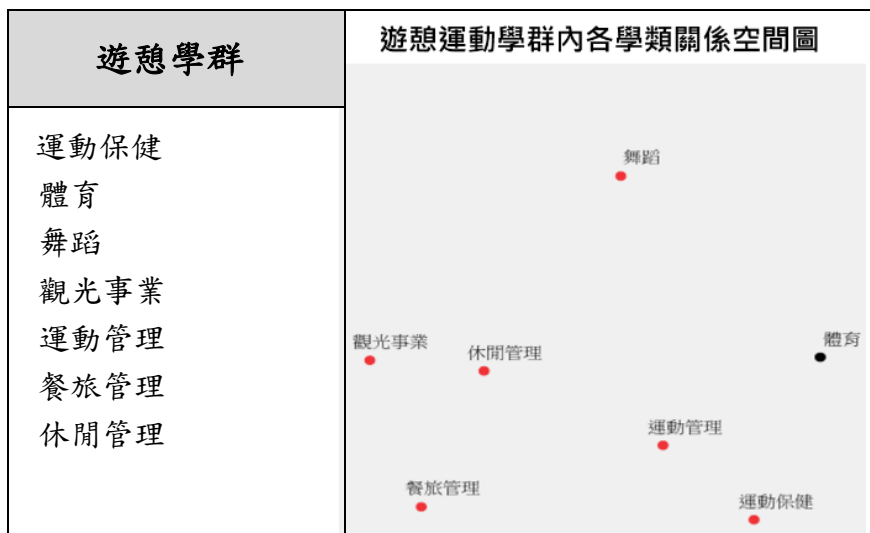 遊憩學群
運動保健
體育
舞蹈
觀光事業
運動管理
餐旅管理
休閒管理
遊憩運動學群內各學類關係空間圖
舞蹈
觀光事業
休閒管理
體育
運動管理
餐旅管理
運動保健